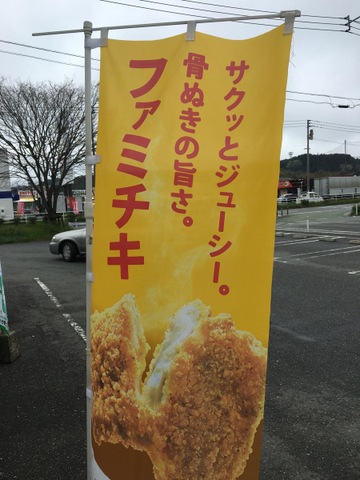 サクッとジューシー。
骨ぬきの旨さ。
ファミチキ